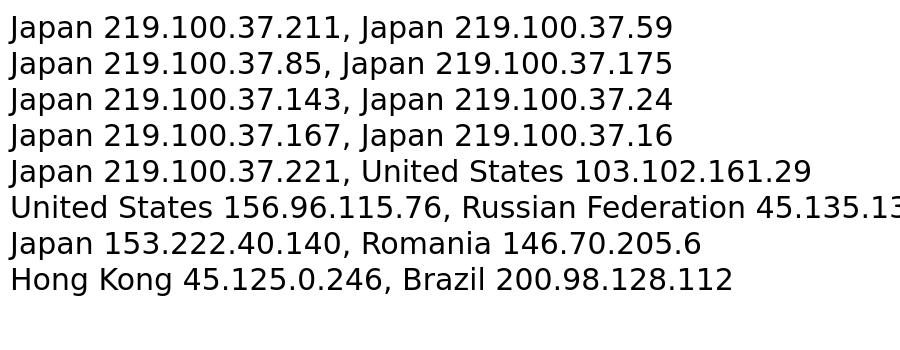 Japan 219.100.37.211, Japan 219.100.37.59
Japan 219.100.37.85, Japan 219.100.37.175
Japan 219.100.37.143, Japan 219.100.37.24
Japan 219.100.37.167, Japan 219.100.37.16
Japan 219.100.37.221, United States 103.102.161.29
United States 156.96.115.76, Russian Federation
Japan 153.222.40.140, Romania 146.70.205.6
Hong Kong 45.125.0.246, Brazil 200.98.128.112